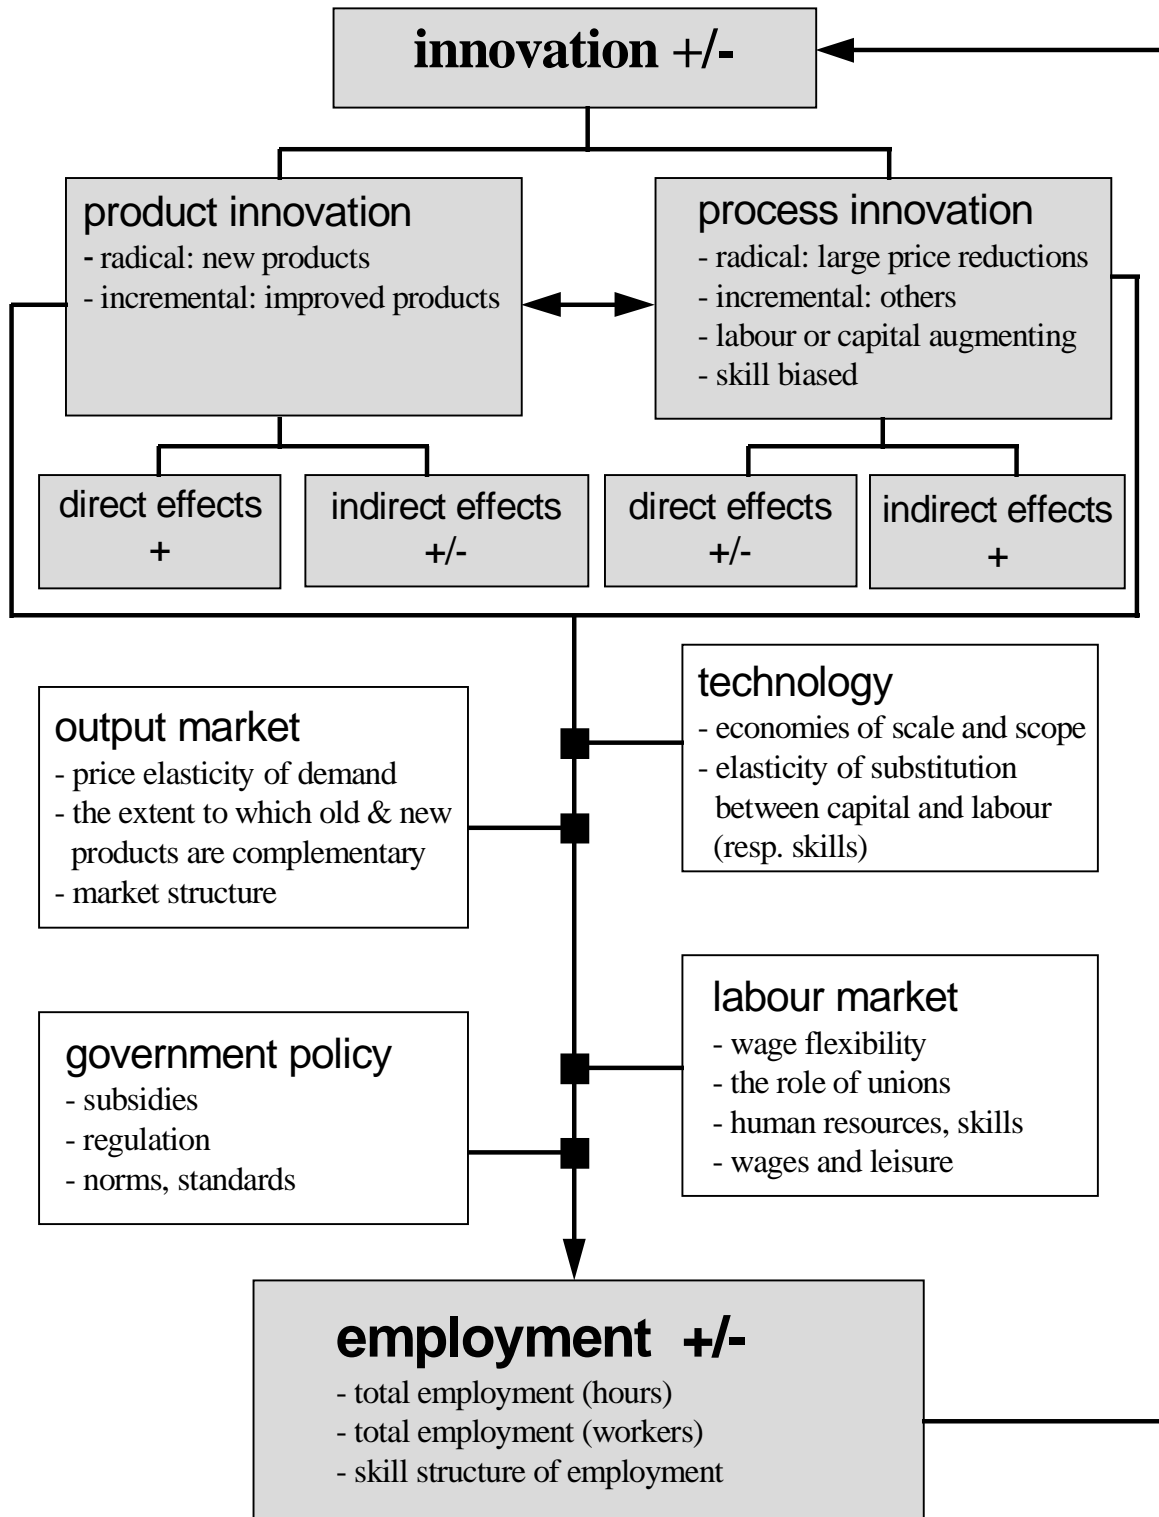 innovation +/-
product innovation
- radical: new products
- incremental: improved products
process innovation
- radical: large price reductions
- incremental: others
- labour or capital augmenting
- skill biased
direct effects
+
indirect effects
+/-
direct effects
+/-
indirect effects
+
technology
- economies of scale and scope
- elasticity of substitution
between capital and labour
(resp. skills)
output market
- price elasticity of demand
- the extent to which old & new
products are complementary
- market structure
labour market
- wage flexibility
- the role of unions
- human resources, skills
- wages and leisure
government policy
- subsidies
- regulation
- norms, standards
employment +/-
- total employment (hours)
- total employment (workers)
- skill structure of employment